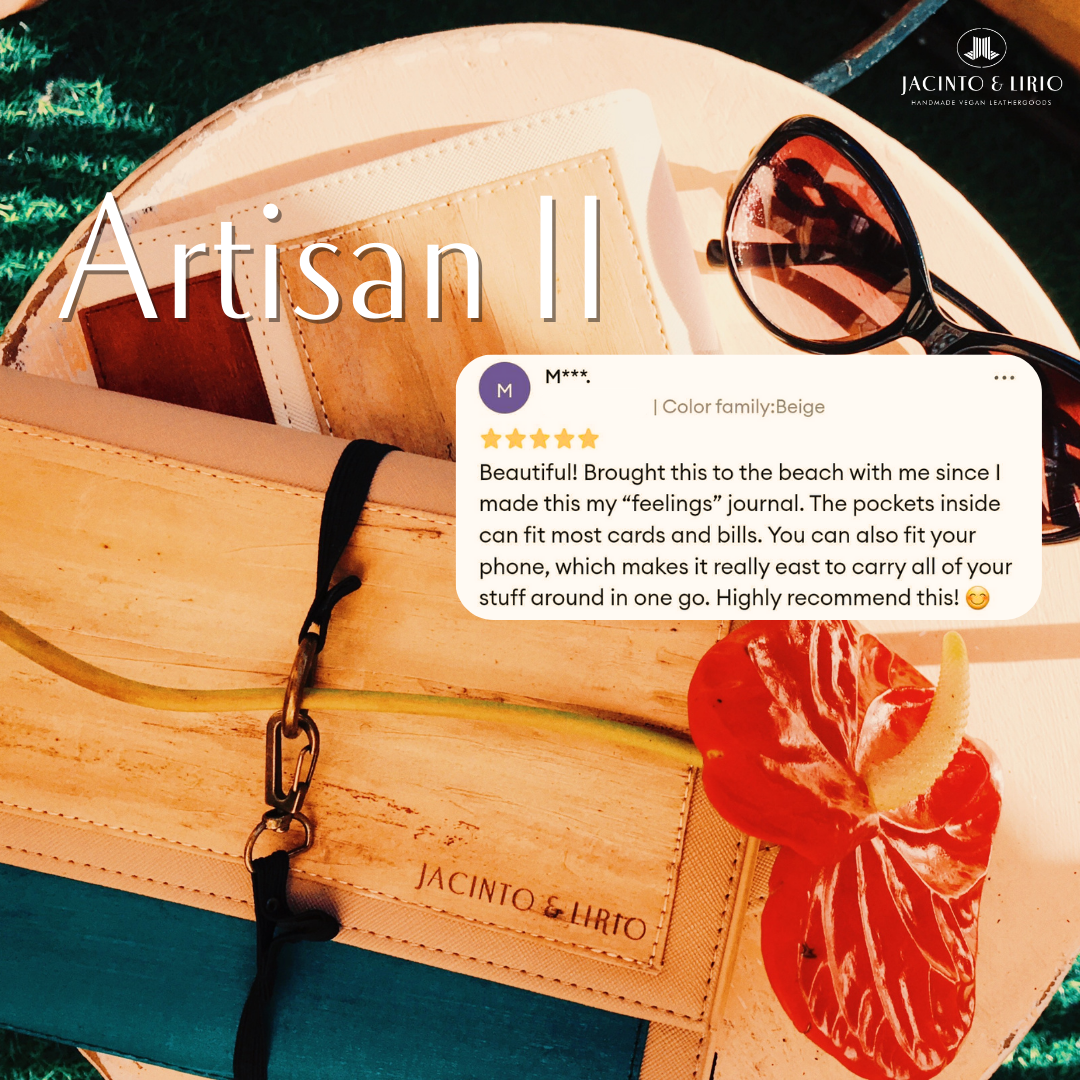 JACINTO & LIRIO
HANDMADE VEGAN LEATHERGOODS
Artisan II
M
M***.
| Color family:Beige
Beautiful! Brought this to the beach with me since I
made this my “feelings” journal. The pockets inside
can fit most cards and bills. You can also fit your
phone, which makes it really east to carry all of your
stuff around in one go. Highly recommend this! 😊
JACINTO & LIRIO